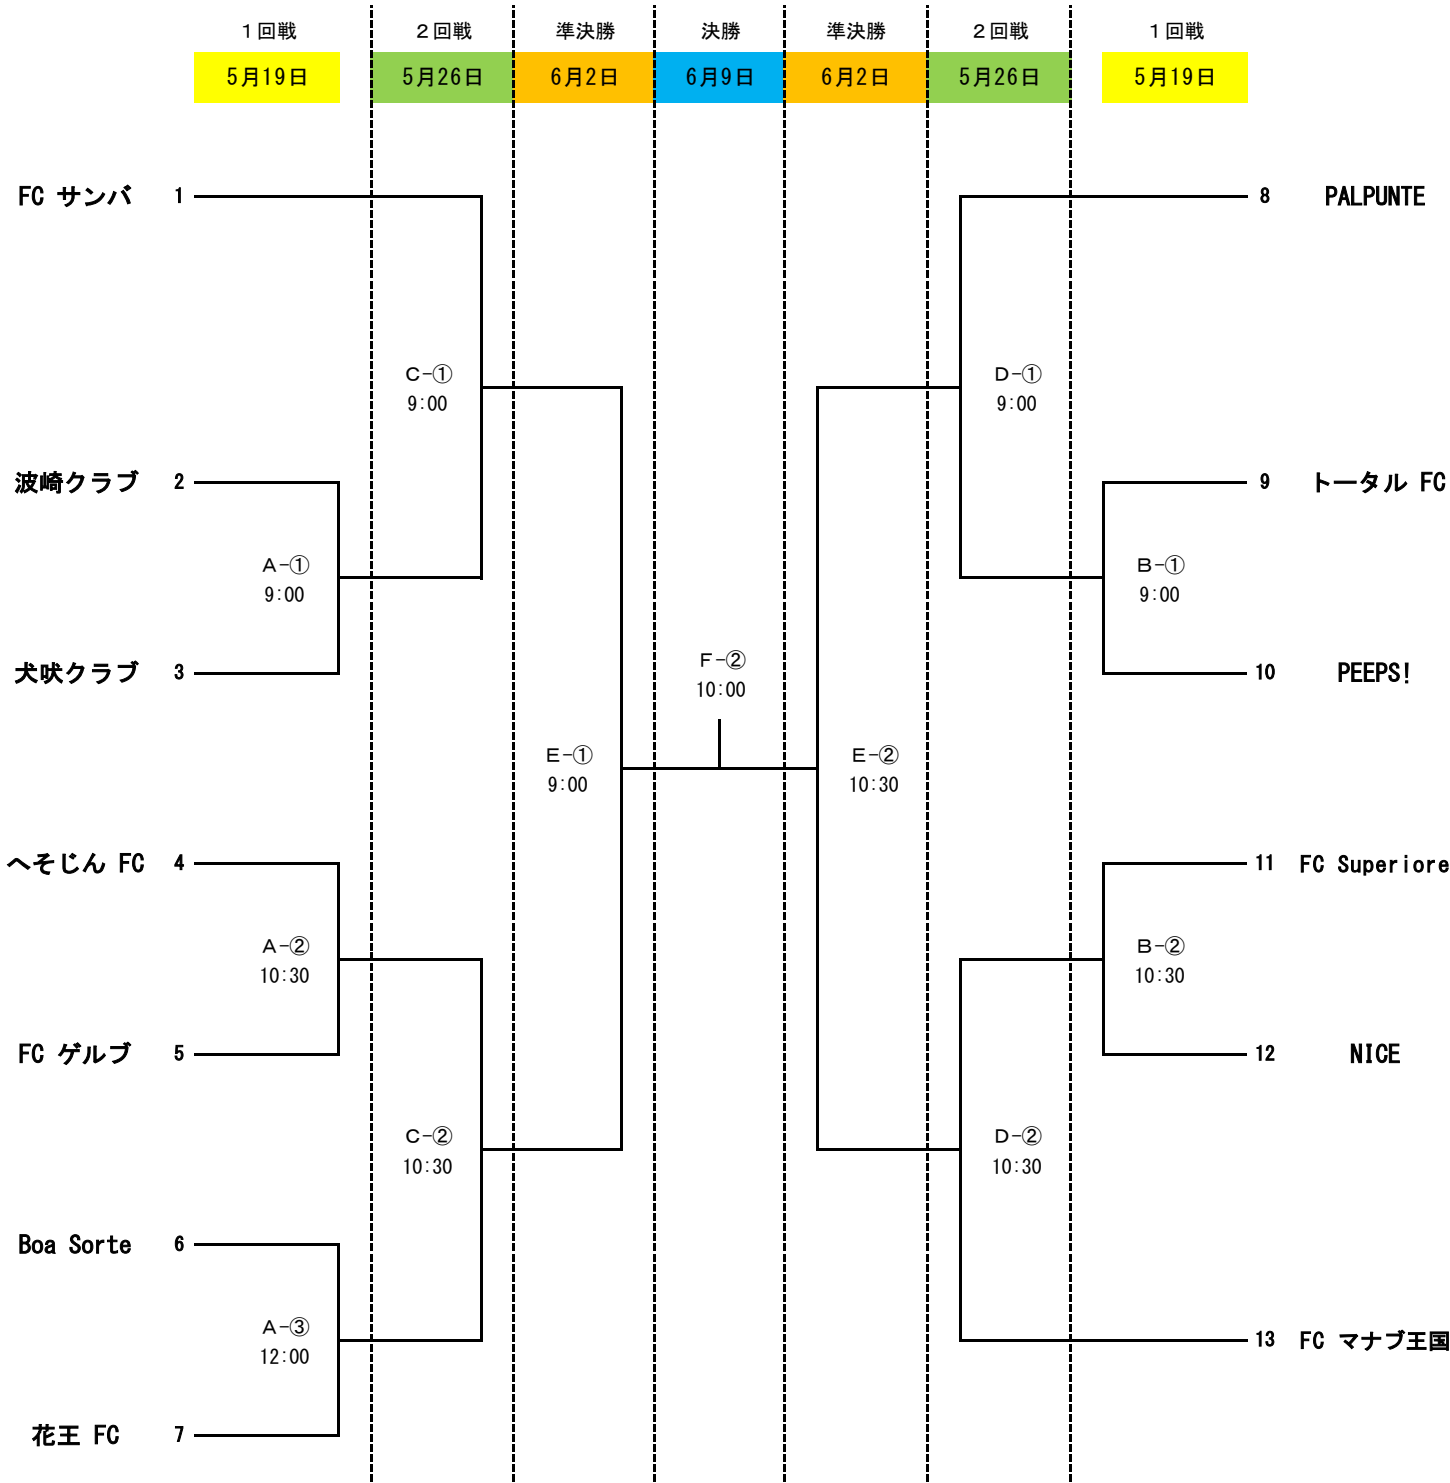 １回戦 ２回戦 準決勝 決勝 準決勝 ２回戦 １回戦
5月19日 5月26日 6月2日 6月9日 6月2日 5月26日 5月19日
FC サンバ 1
8 PALPUNTE
C-① D-①
9:00 9:00
波崎クラブ 2
9 トータル FC
A-① B-①
9:00 9:00
犬吠クラブ 3
F-②
10 PEEPS!
10:00
E-① E-②
9:00 10:30
へそじん FC 4
11 FC Superiore
A-② B-②
10:30 10:30
FC ゲルブ 5
12 NICE
C-② D-②
10:30 10:30
Boa Sorte 6
A-③
13 FC マナブ王国
12:00
花王 FC 7